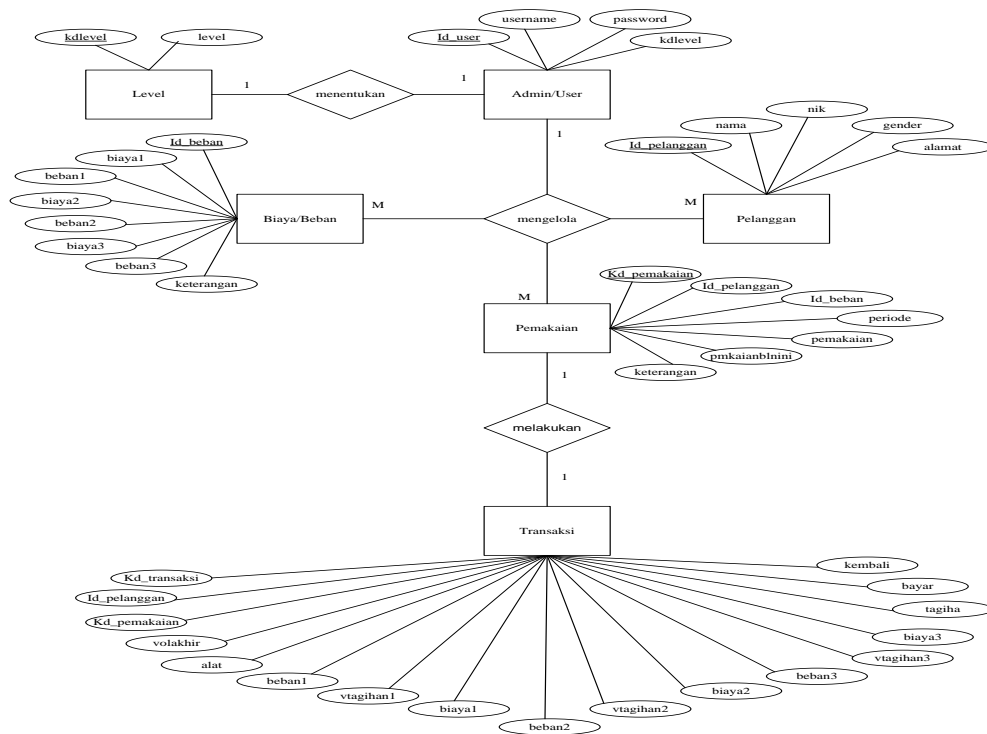 username
password
kdlevel
level
Id_user
kdlevel
Level
1
menentukan
1
Admin/User
1
nik
nama
gender
Id_pelanggan
alamat
Id_beban
biaya1
beban1
biaya2
beban2
biaya3
beban3
keterangan
Biaya/Beban
M
mengelola
M
Pelanggan
M
Pemakaian
Kd_pemakaian
Id_pelanggan
Id_beban
periode
pemakaian
pmkaianblnini
keterangan
1
melakukan
1
Transaksi
Kd_transaksi
Id_pelanggan
Kd_pemakaian
volakhir
alat
beban1
vtagihan1
biaya1
beban2
vtagihan2
biaya2
beban3
vtagihan3
biaya3
tagiha
bayar
kembali